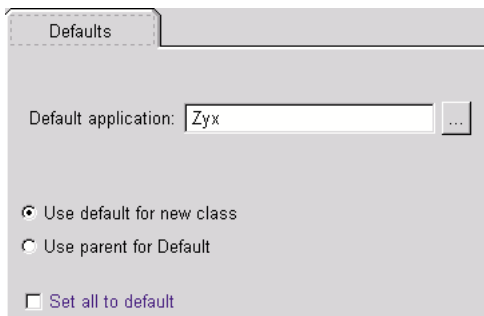 Defaults
Default application: Zyx ...
Use default for new class
Use parent for Default
Set all to default